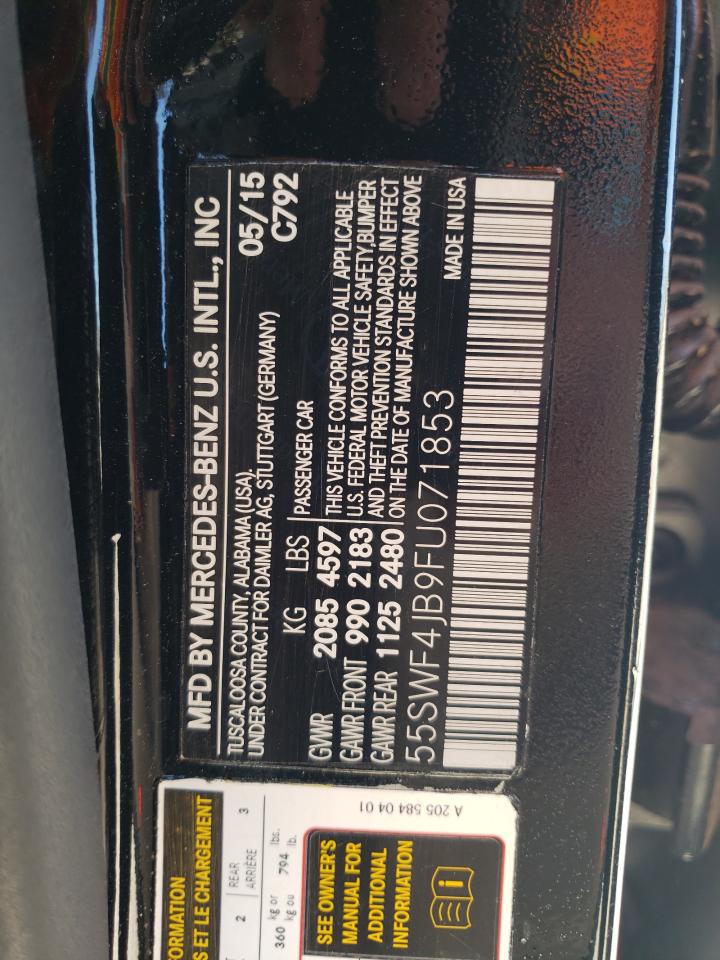 MFD BY MERCEDES-BENZ U.S. INTL., INC
TUSCALOOSA COUNTY, ALABAMA (USA), 05/15
UNDER CONTRACT FOR DAIMLER AG, STUTTGART (GERMANY) C792
KG LBS PASSENGER CAR
GVWR 2085 4597 THIS VEHICLE CONFORMS TO ALL APPLICABLE
GAWR FRONT 990 2183 U.S. FEDERAL MOTOR VEHICLE SAFETY,BUMPER
GAWR REAR 1125 2480 AND THEFT PREVENTION STANDARDS IN EFFECT
ON THE DATE OF MANUFACTURE SHOWN ABOVE
55SWF4JB9FU071853 MADE IN USA
ORMATION
S ET LE CHARGEMENT
2 REAR 3
ARRIÈRE
360 kg or 794 lbs.
kg ou lb.
SEE OWNER'S
MANUAL FOR
ADDITIONAL
INFORMATION
A 205 584 04 01